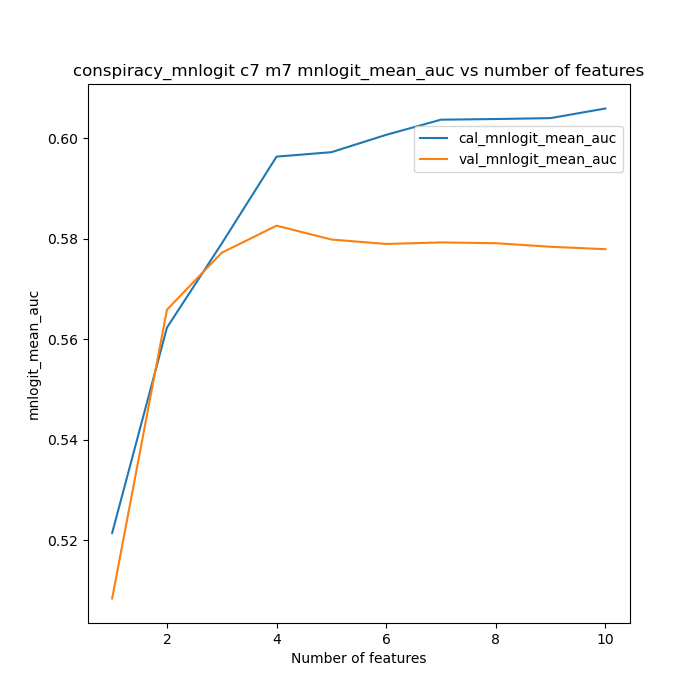 conspiracy_mnlogit c7 m7 mnlogit_mean_auc vs number of features
cal_mnlogit_mean_auc
val_mnlogit_mean_auc
mnlogit_mean_auc
0.60
0.58
0.56
0.54
0.52
2 4 6 8 10
Number of features